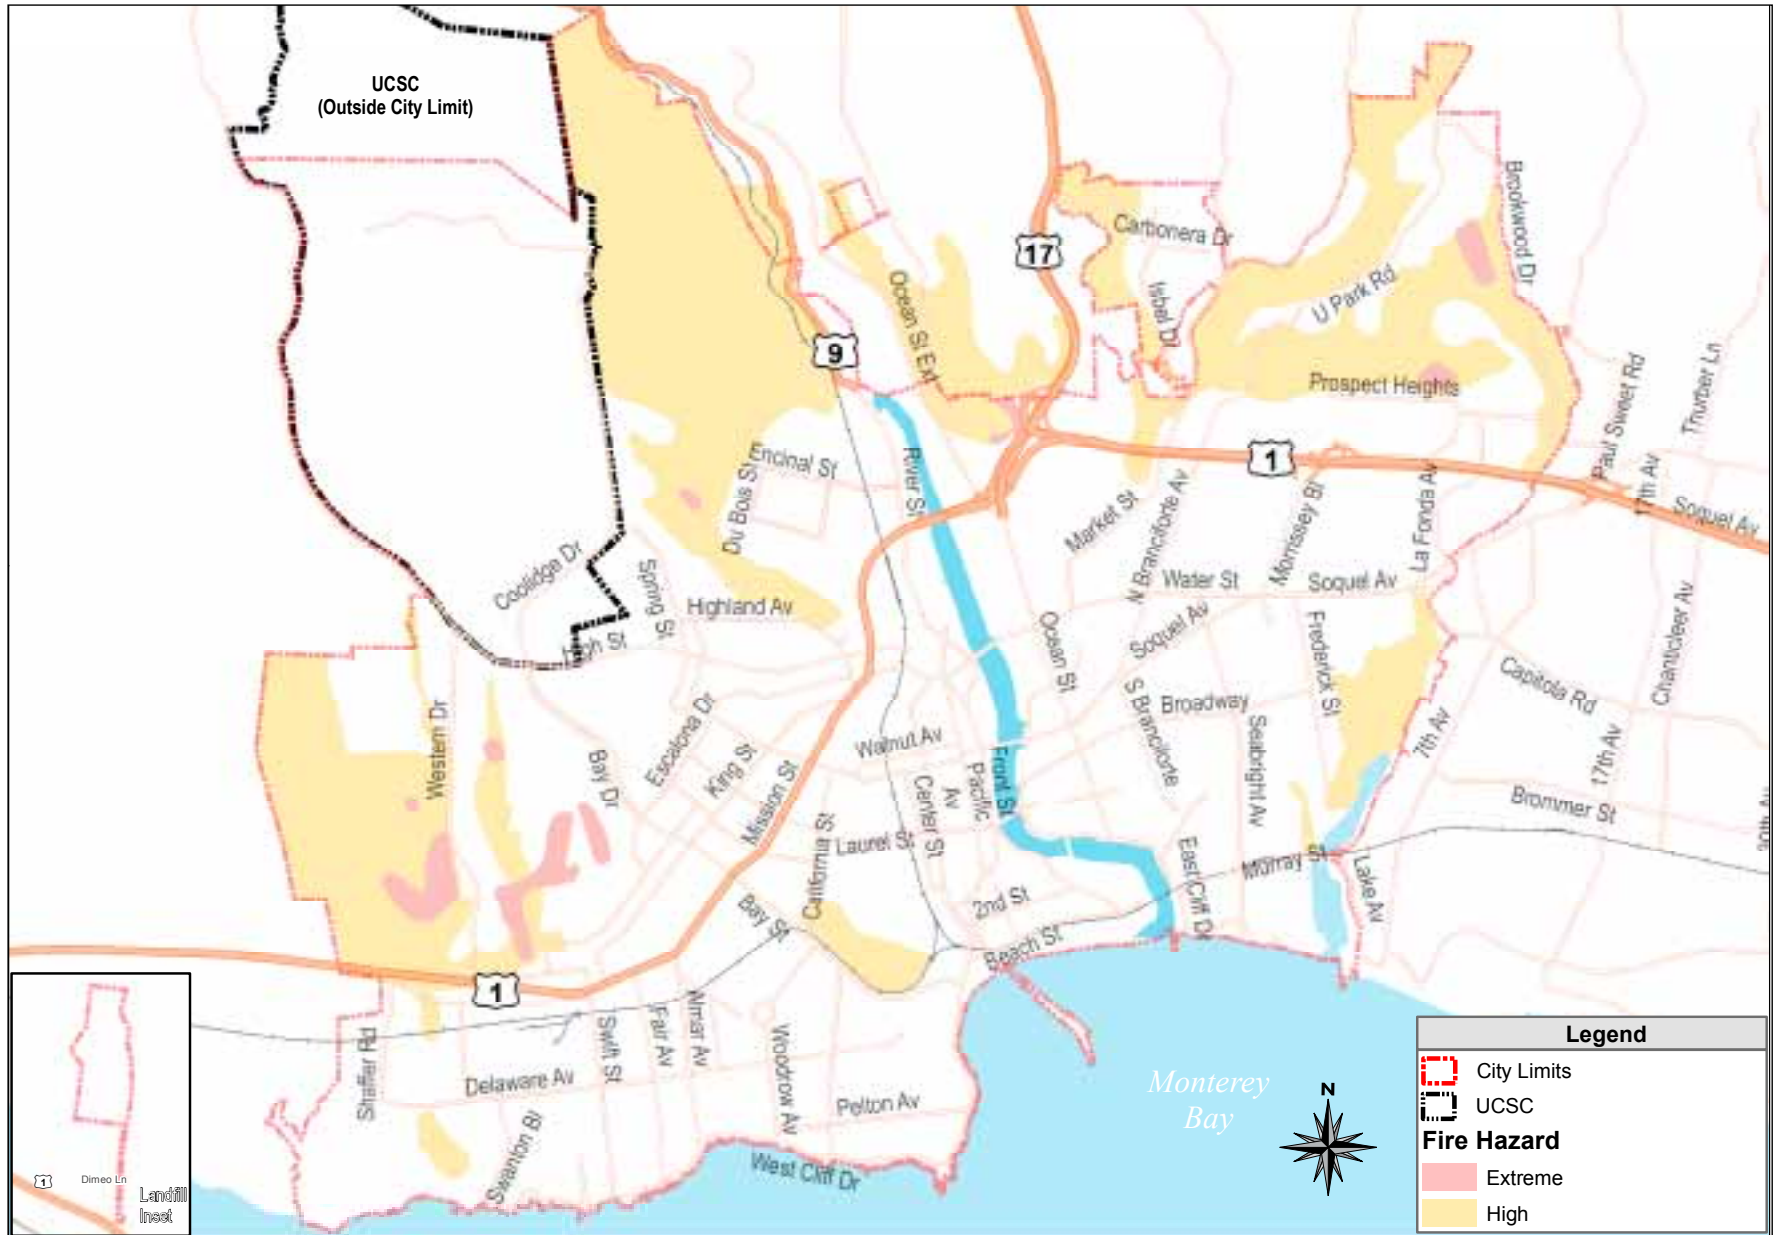 UCSC
(Outside City Limit)
17
Carbonera Dr
Isbel Dr
Brookwood Dr
U Park Rd
Ocean St Ext
9
Prospect Heights
Paul Sweet Rd
Thurber Ln
1
17th Av
Soquel Av
Encinal St
Du Bois St
River St
Market St
N Branciforte Av
Morrissey Bl
La Fonda Av
Coolidge Dr
Spring St
Highland Av
High St
Water St
Soquel Av
Soquel Av
Ocean St
Frederick St
Chanticleer Av
Capitola Rd
Western Dr
Bay Dr
Escalona Dr
King St
Mission St
Walnut Av
Center St
Pacific
Av
Front St
S Branciforte
Broadway
Seabright Av
7th Av
17th Av
Brommer St
30th Av
California St
Laurel St
Bay St
2nd St
Beach St
East Cliff Dr
Murray St
Lake Av
1
Shaffer Rd
Delaware Av
Swanton Bl
Swift St
Fair Av
Almar Av
Woodrow Av
Pelton Av
West Cliff Dr
Monterey
Bay
N
1
Dimeo Ln
Landfill
Inset
Legend
City Limits
UCSC
Fire Hazard
Extreme
High